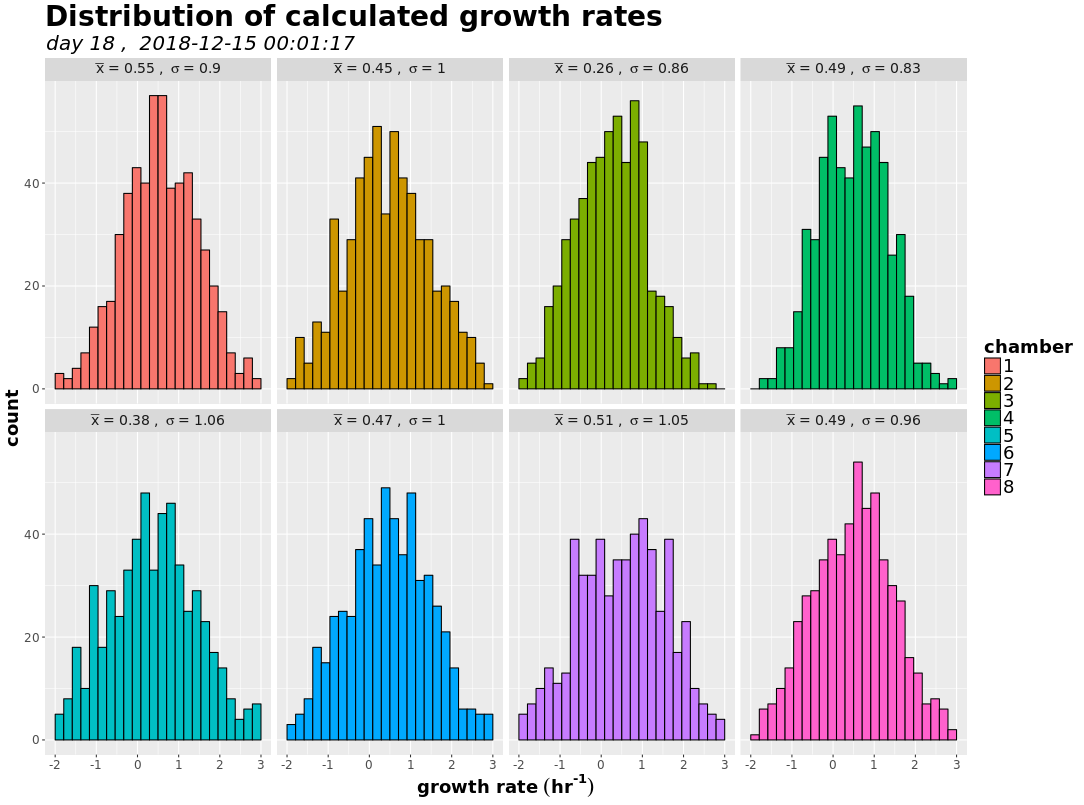 Distribution of calculated growth rates
day 18 ,  2018-12-15 00:01:17
x̅ = 0.55 ,  σ = 0.9
x̅ = 0.45 ,  σ = 1
x̅ = 0.26 ,  σ = 0.86
x̅ = 0.49 ,  σ = 0.83
40
20
0
count
x̅ = 0.38 ,  σ = 1.06
x̅ = 0.47 ,  σ = 1
x̅ = 0.51 ,  σ = 1.05
x̅ = 0.49 ,  σ = 0.96
40
20
0
-2 -1 0 1 2 3
-2 -1 0 1 2 3
-2 -1 0 1 2 3
-2 -1 0 1 2 3
growth rate (hr⁻¹)
chamber
1
2
3
4
5
6
7
8